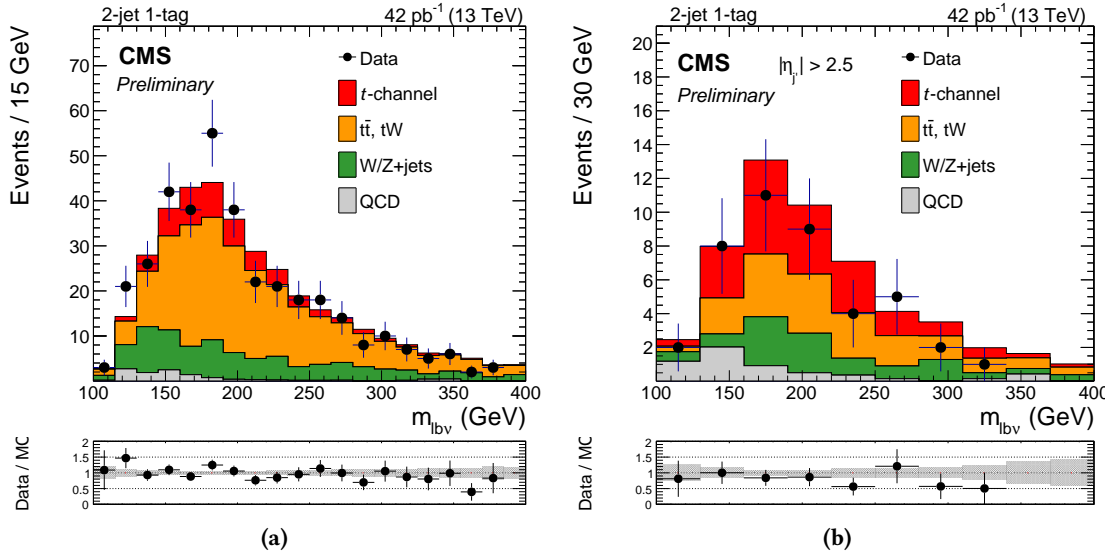 2-jet 1-tag 42 pb⁻¹ (13 TeV)
CMS
Preliminary
Data
t-channel
tt̄, tW
W/Z+jets
QCD
Events / 15 GeV
70
60
50
40
30
20
10
100 150 200 250 300 350 400
m_lbν (GeV)
Data / MC
2
1.5
1
0.5
0
(a)
2-jet 1-tag 42 pb⁻¹ (13 TeV)
CMS |η_j'| > 2.5
Preliminary
Data
t-channel
tt̄, tW
W/Z+jets
QCD
Events / 30 GeV
20
18
16
14
12
10
8
6
4
2
100 150 200 250 300 350 400
m_lbν (GeV)
Data / MC
2
1.5
1
0.5
0
(b)